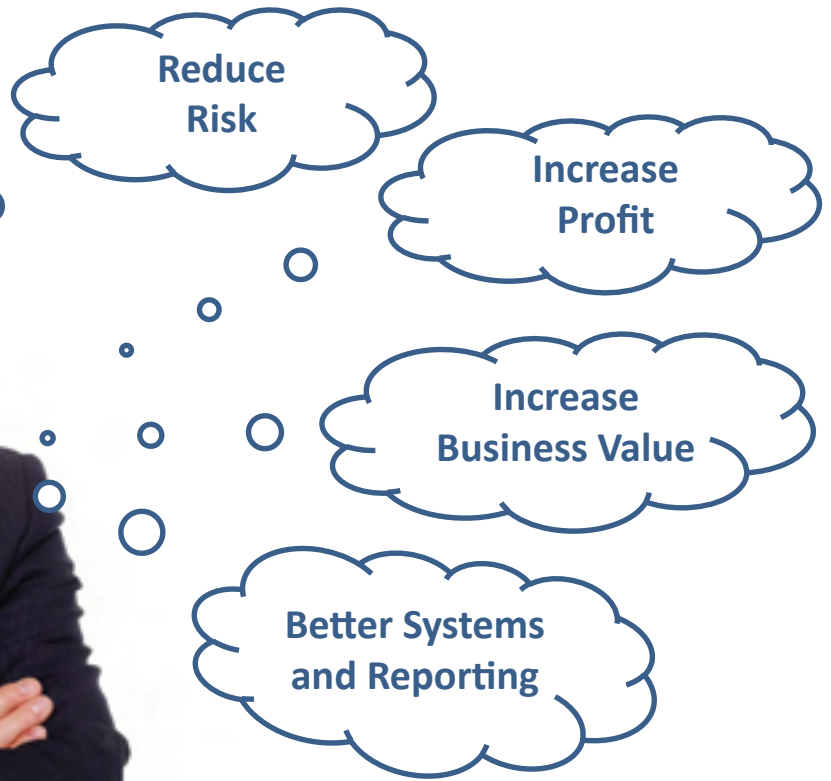 Reduce
Risk
Increase
Profit
Increase
Business Value
Better Systems
and Reporting